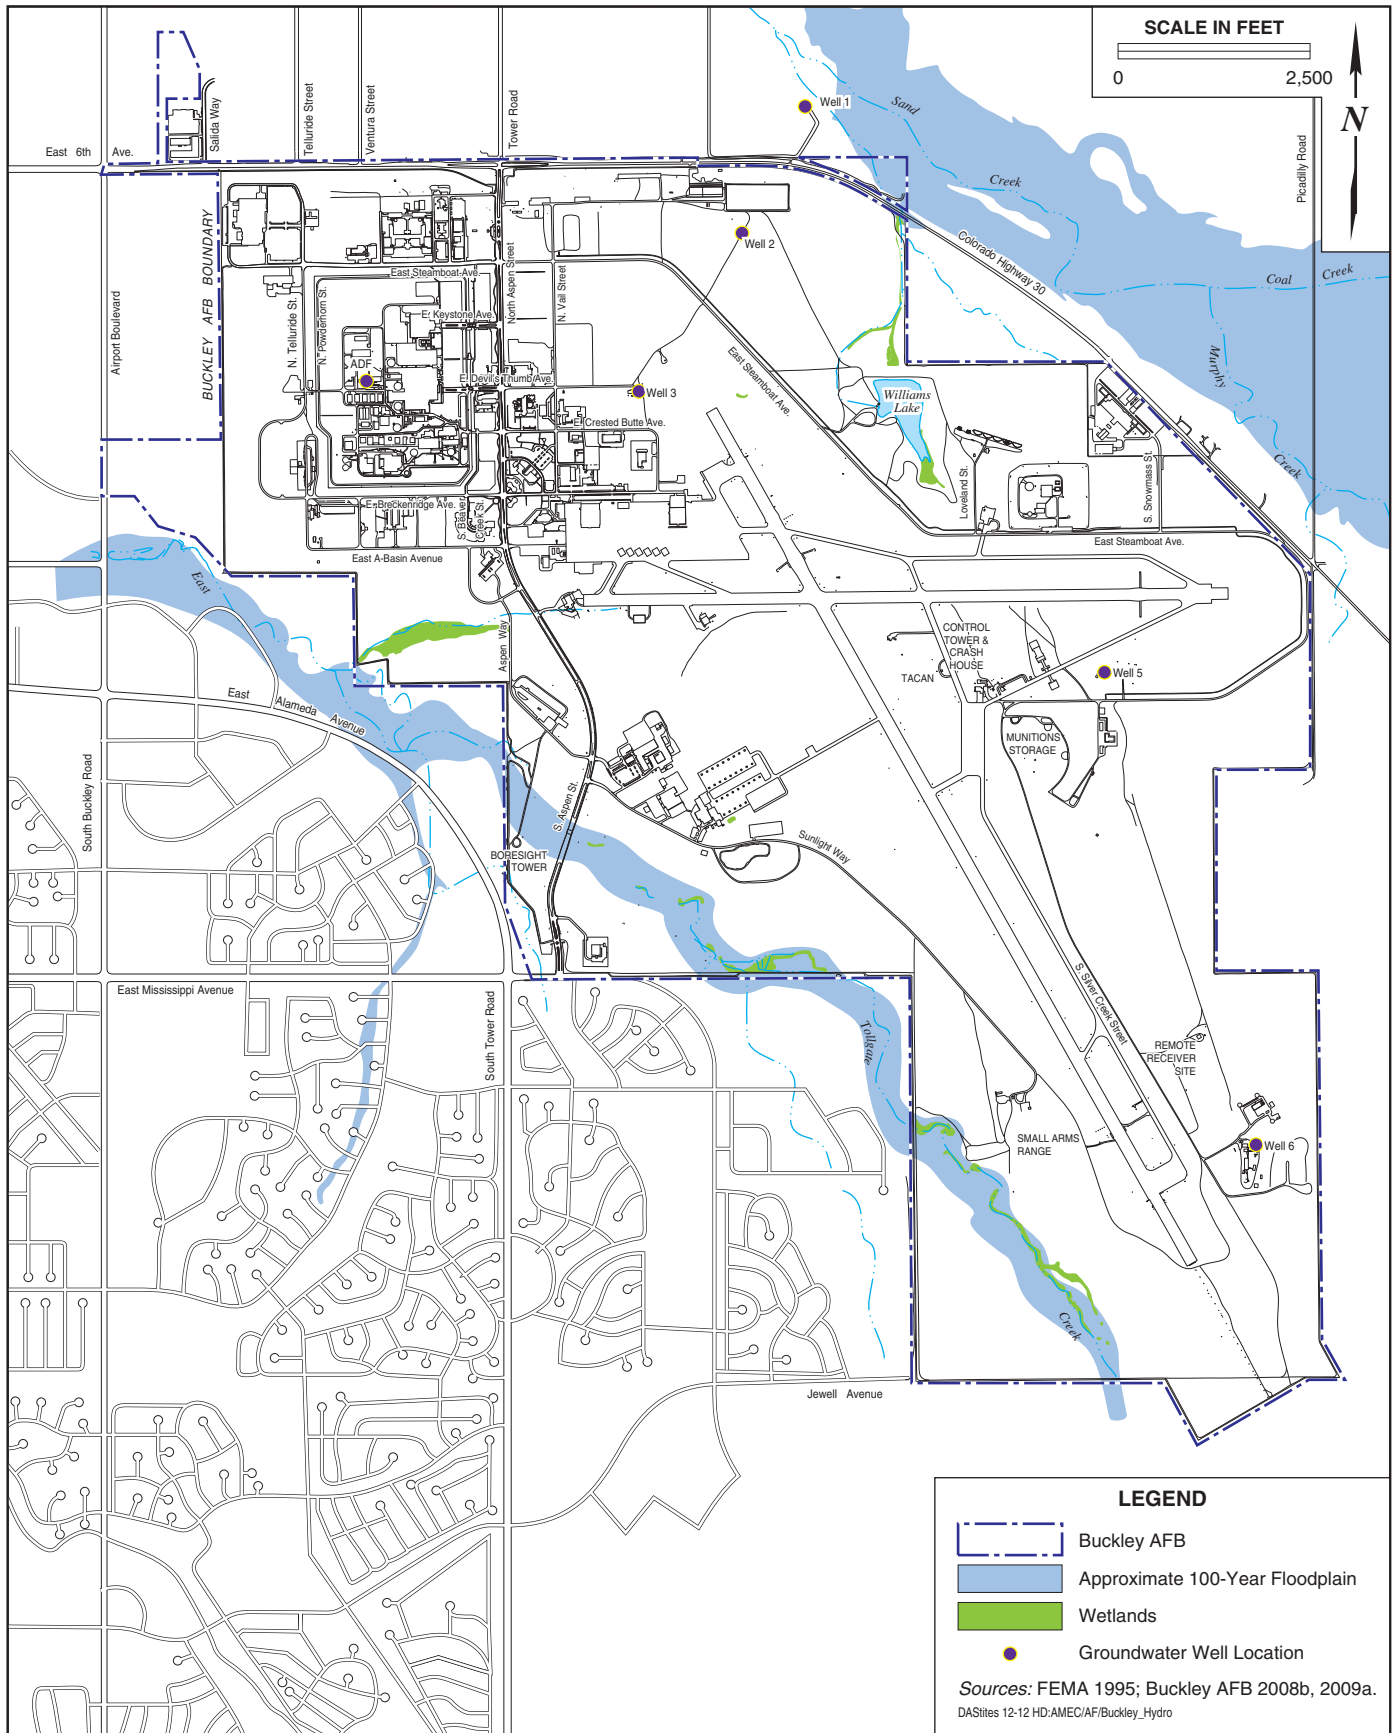 SCALE IN FEET
0 2,500
N
Well 1
Sand
Creek
Salida Way
Telluride Street
Ventura Street
Tower Road
East 6th Ave.
Picadilly Road
BUCKLEY AFB BOUNDARY
Airport Boulevard
Well 2
Colorado Highway 30
Coal Creek
East Steamboat Ave.
North Aspen Street
N. Vail Street
N. Telluride St.
N. Powderhorn St.
E. Keystone Ave.
ADF
E. Devil's Thumb Ave.
Well 3
East Steamboat Ave.
Murphy
Creek
Williams
Lake
E. Crested Butte Ave.
Loveland St.
S. Snowmass St.
E. Breckenridge Ave.
S. Beaver
Creek St.
East A-Basin Avenue
East Steamboat Ave.
East
Aspen Way
CONTROL
TOWER &
CRASH
HOUSE
TACAN
Well 5
East Alameda Avenue
MUNITIONS
STORAGE
South Buckley Road
S. Aspen St.
Sunlight Way
BORESIGHT
TOWER
East Mississippi Avenue
South Tower Road
Tollgate
S. Silver Creek Street
REMOTE
RECEIVER
SITE
SMALL ARMS
RANGE
Well 6
Creek
Jewell Avenue
LEGEND
Buckley AFB
Approximate 100-Year Floodplain
Wetlands
Groundwater Well Location
Sources: FEMA 1995; Buckley AFB 2008b, 2009a.
DAStites 12-12 HD:AMEC/AF/Buckley_Hydro